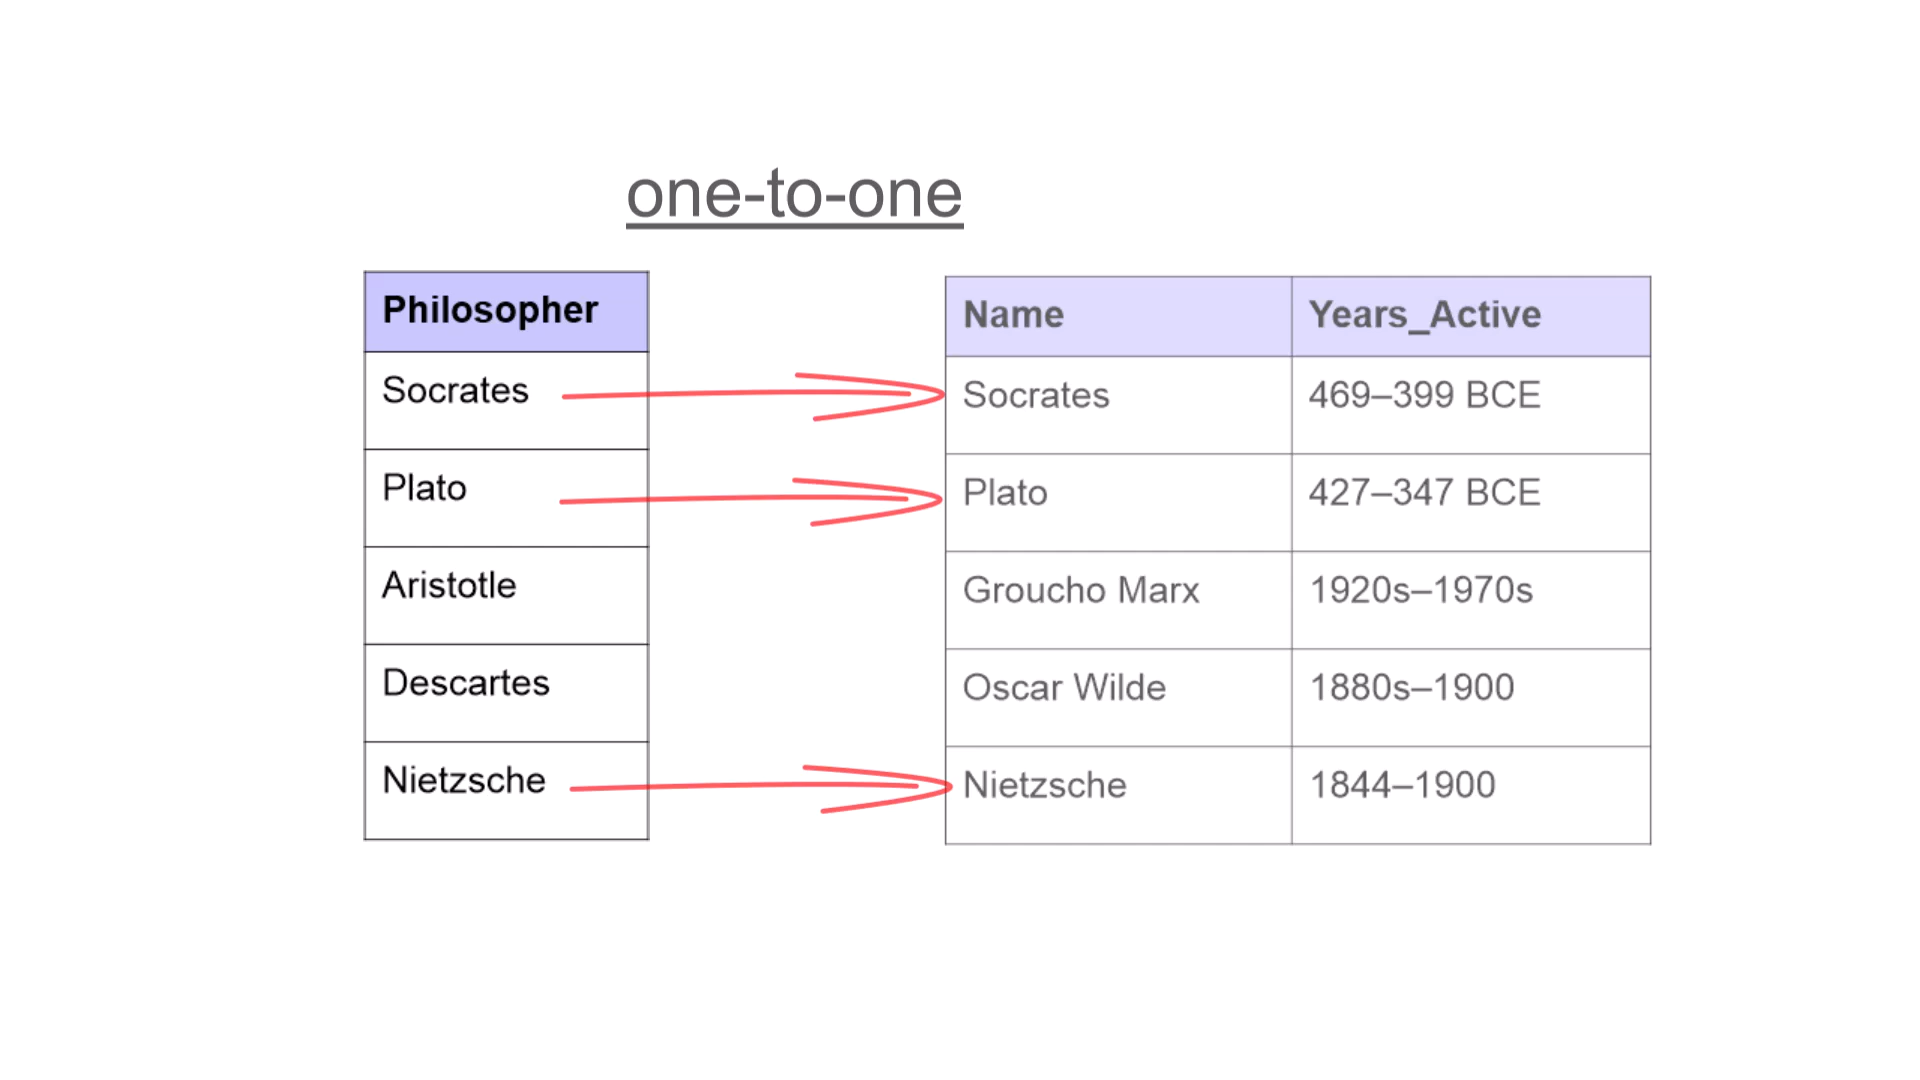 one-to-one
Philosopher
Socrates
Plato
Aristotle
Descartes
Nietzsche
Name Years_Active
Socrates 469–399 BCE
Plato 427–347 BCE
Groucho Marx 1920s–1970s
Oscar Wilde 1880s–1900
Nietzsche 1844–1900